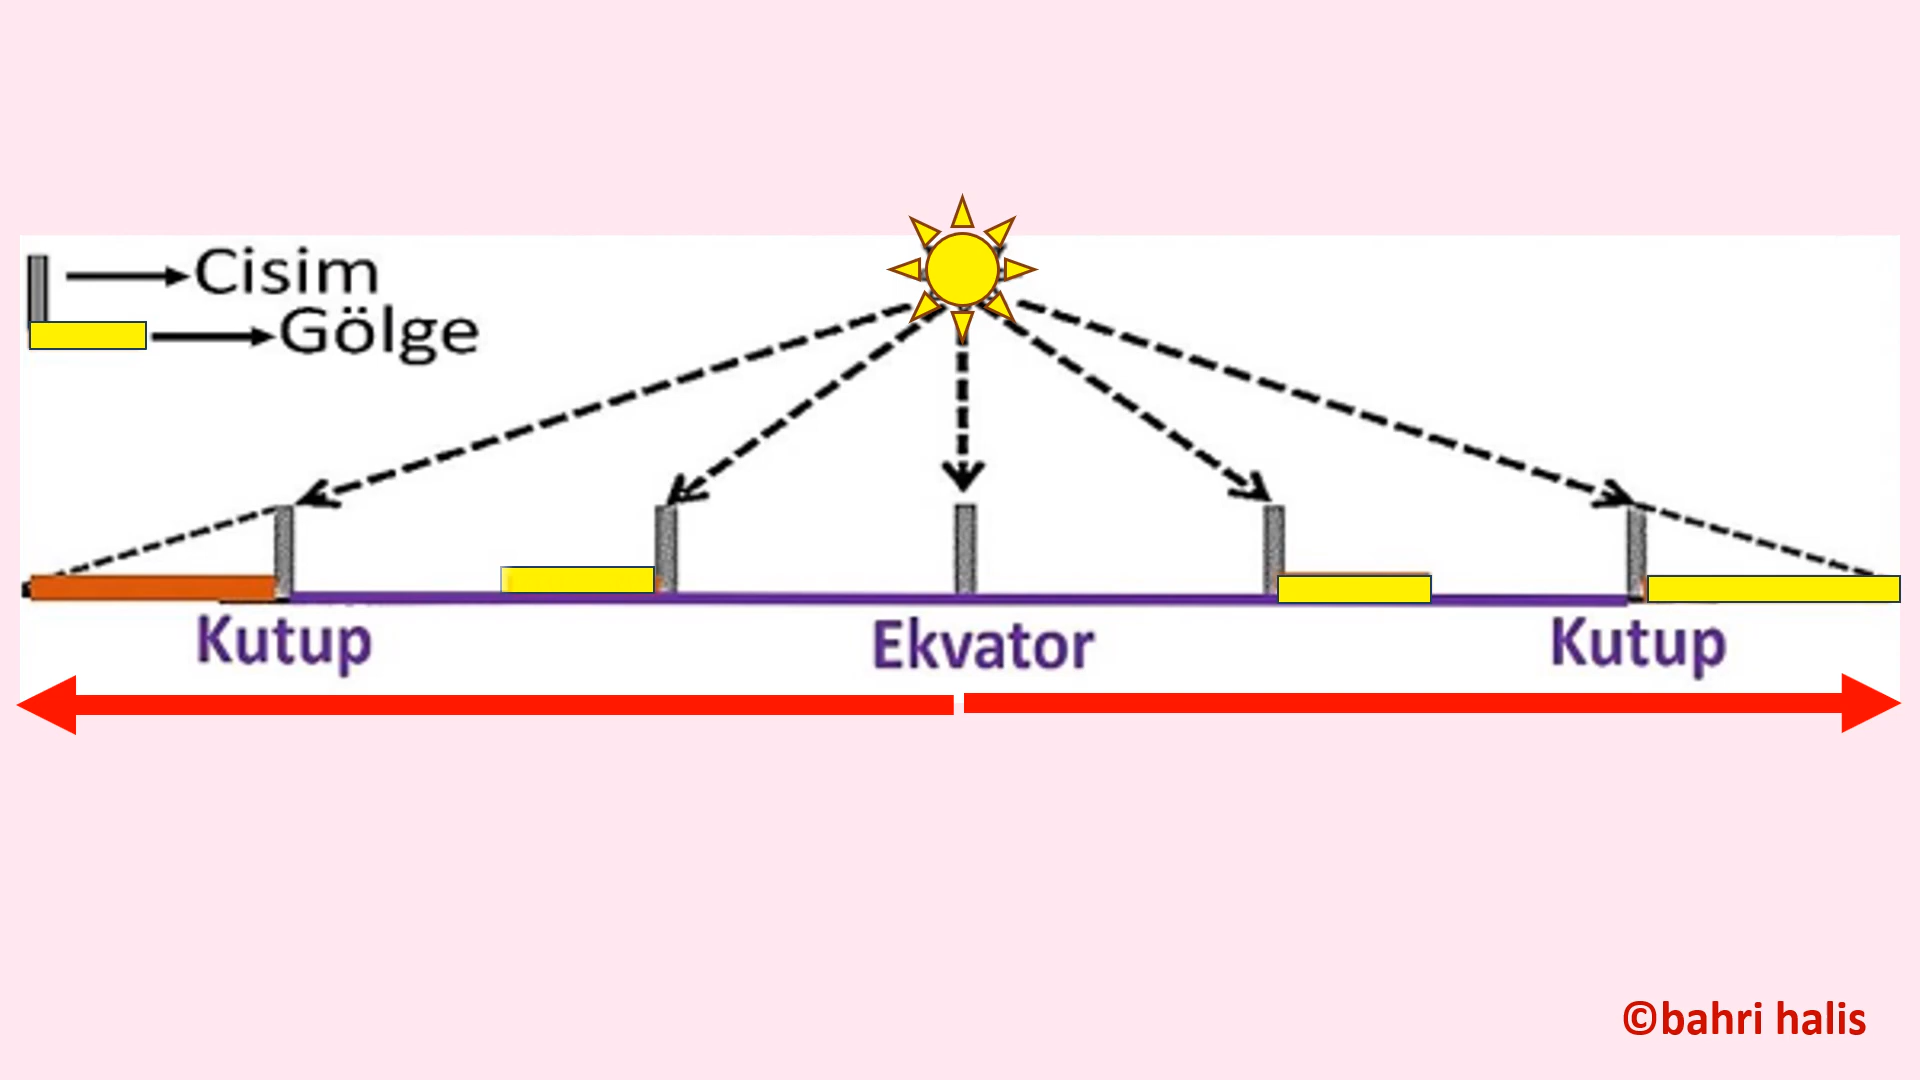 Cisim
Gölge
Kutup
Ekvator
Kutup
©bahri halis